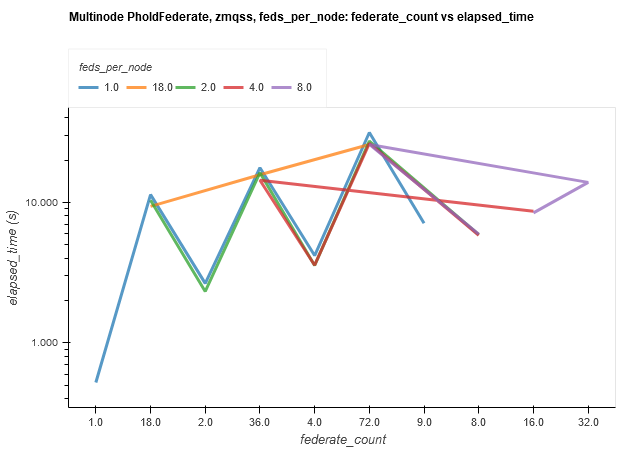 Multinode PholdFederate, zmqss, feds_per_node: federate_count vs elapsed_time
feds_per_node
1.0 18.0 2.0 4.0 8.0
elapsed_time (s)
10.000
1.000
1.0 18.0 2.0 36.0 4.0 72.0 9.0 8.0 16.0 32.0
federate_count